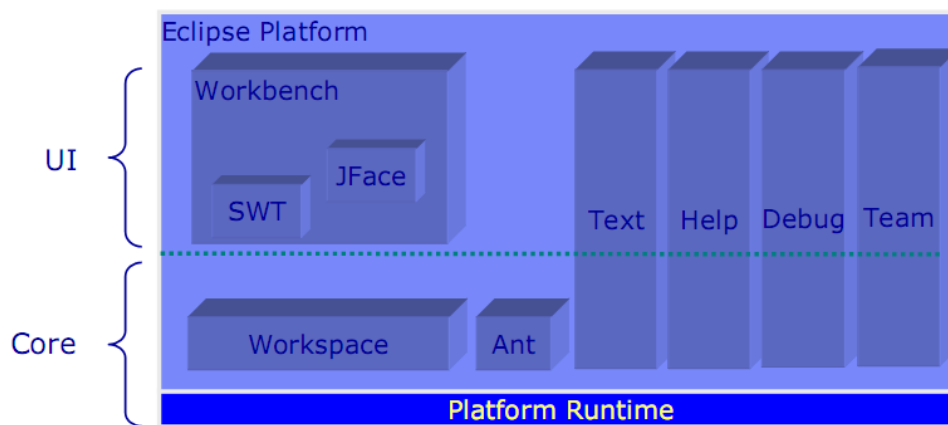 Eclipse Platform
Workbench
UI
JFace
SWT
Text
Help
Debug
Team
Core
Workspace
Ant
Platform Runtime